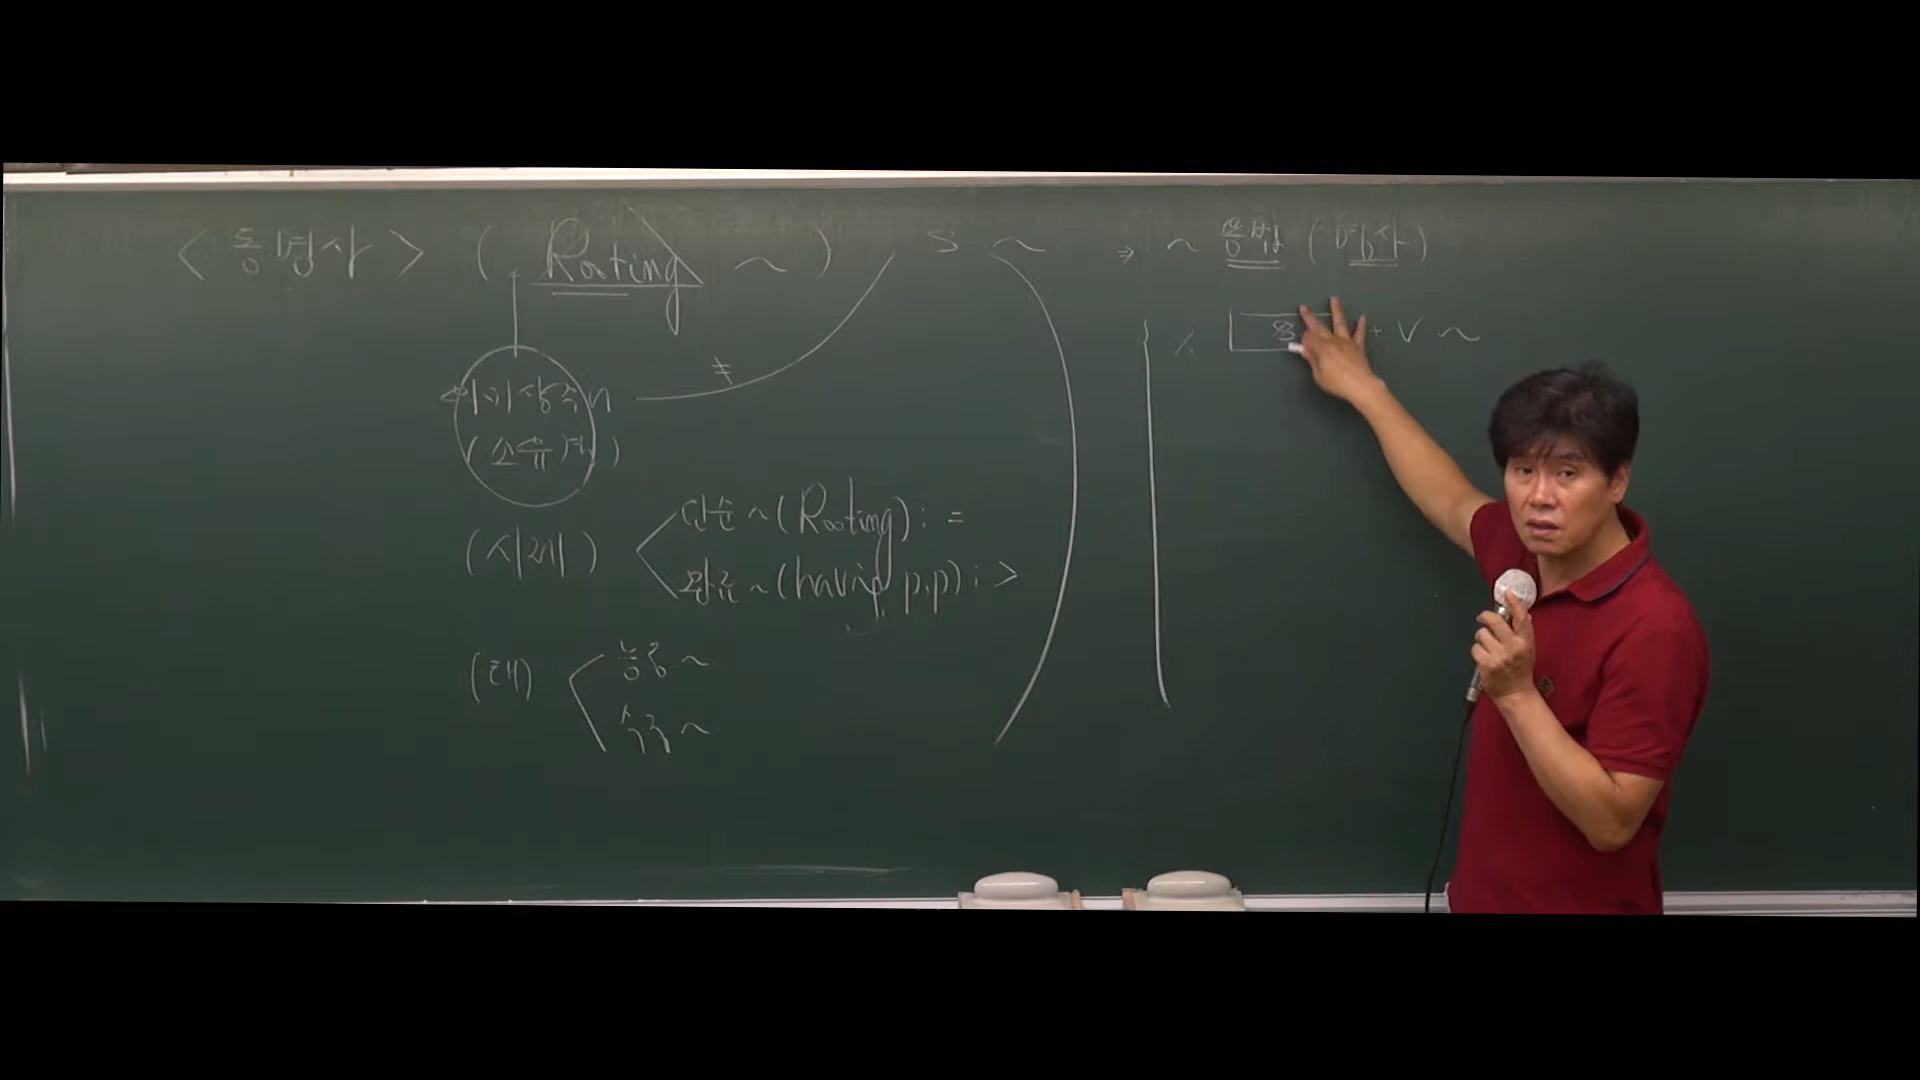 <동명사> ( Rooting ~ ) S ~
≠
의미상주어
(소유격)
(시제)
단순~(Rooting) : =
완료~(having p.p) : >
(태)
능동~
수동~
⇒ ~ 용법 (명사)
S + V ~